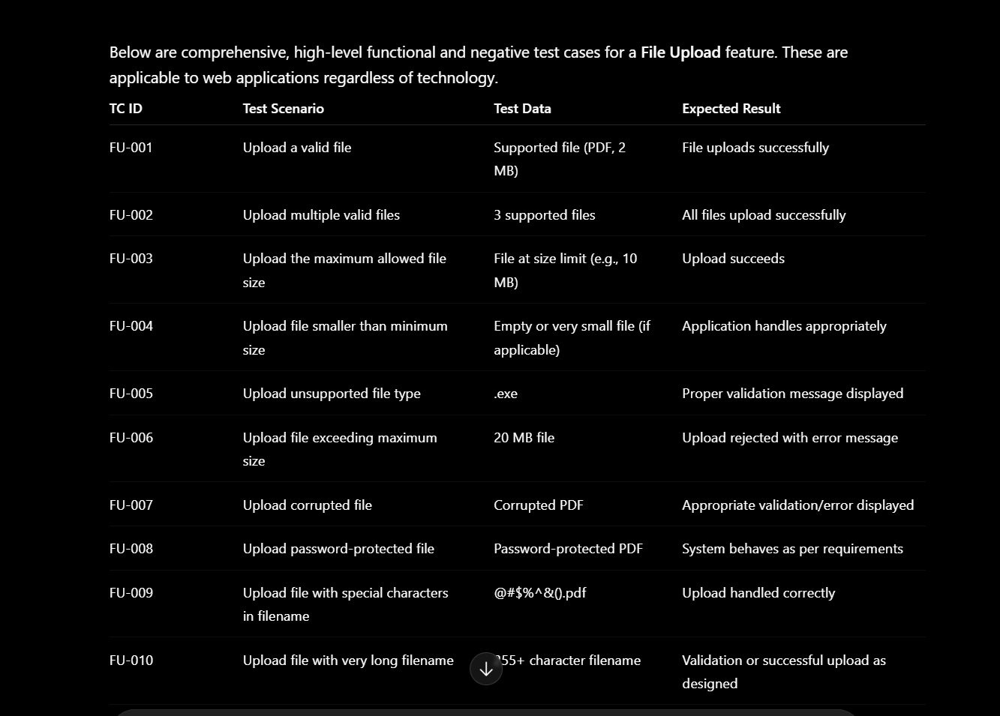 Below are comprehensive, high-level functional and negative test cases for a File Upload feature. These are
applicable to web applications regardless of technology.
TC ID Test Scenario Test Data Expected Result
FU-001 Upload a valid file Supported file (PDF, 2 File uploads successfully
MB)
FU-002 Upload multiple valid files 3 supported files All files upload successfully
FU-003 Upload the maximum allowed file File at size limit (e.g., 10 Upload succeeds
size MB)
FU-004 Upload file smaller than minimum Empty or very small file (if Application handles appropriately
size applicable)
FU-005 Upload unsupported file type .exe Proper validation message displayed
FU-006 Upload file exceeding maximum 20 MB file Upload rejected with error message
size
FU-007 Upload corrupted file Corrupted PDF Appropriate validation/error displayed
FU-008 Upload password-protected file Password-protected PDF System behaves as per requirements
FU-009 Upload file with special characters @#$%^&().pdf Upload handled correctly
in filename
FU-010 Upload file with very long filename 255+ character filename Validation or successful upload as
designed